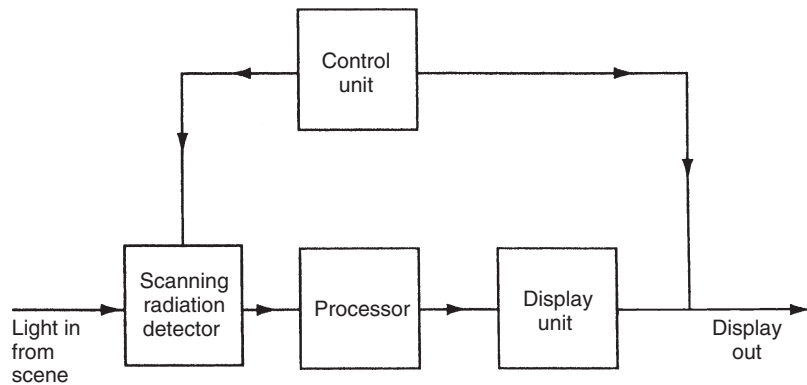 Control
unit
Scanning
radiation
detector
Processor
Display
unit
Light in
from
scene
Display
out